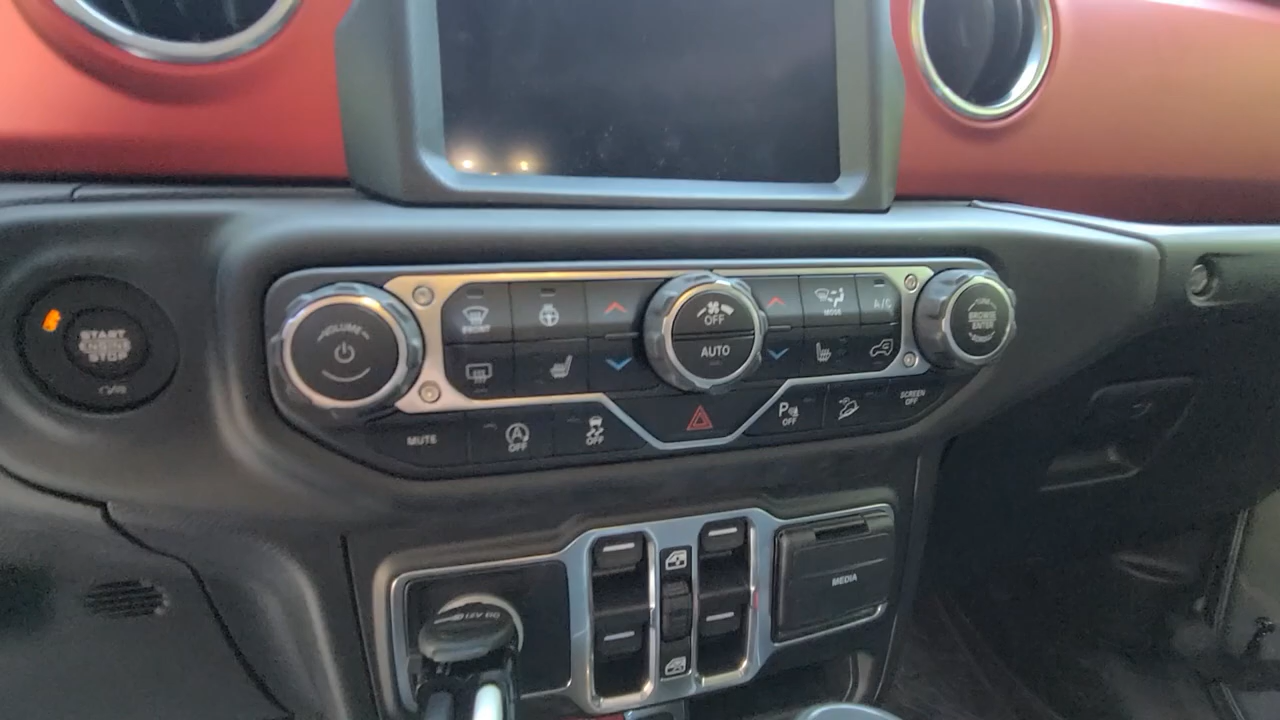 START
ENGINE
STOP
VOLUME
FRONT
OFF
AUTO
MODE
A/C
BROWSE
ENTER
MUTE
OFF
OFF
P
OFF
SCREEN
OFF
MEDIA